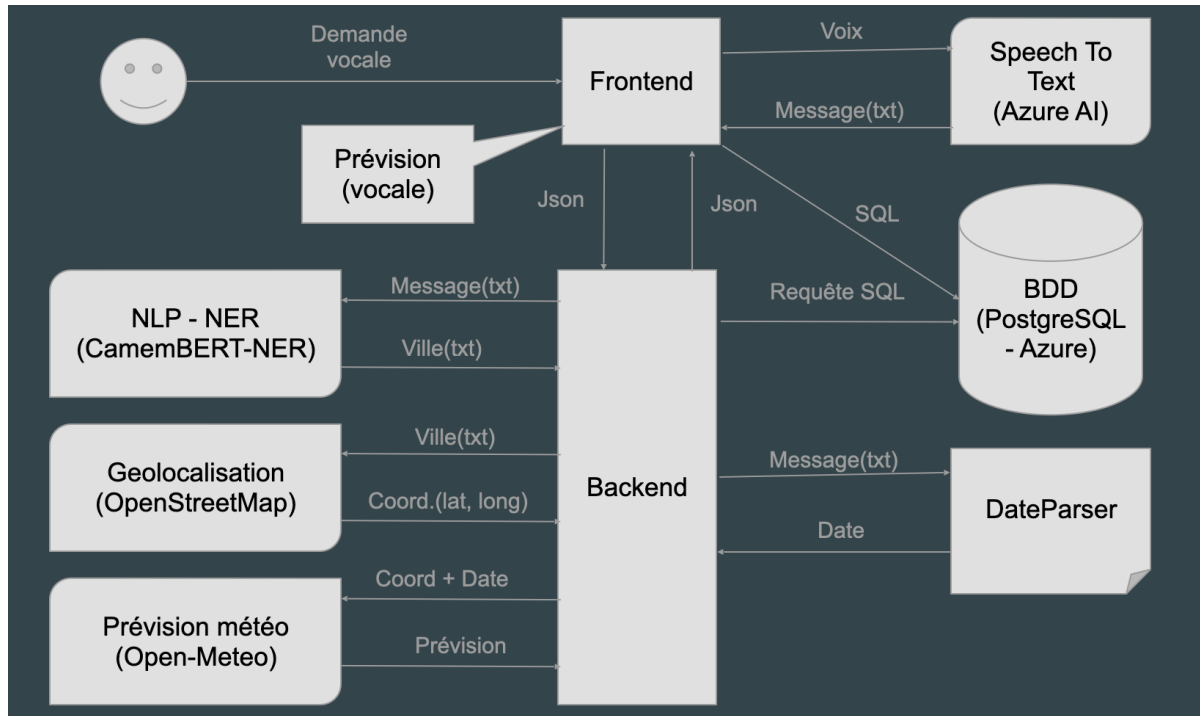 Demande
vocale
Frontend
Voix
Speech To
Text
(Azure AI)
Message(txt)
Prévision
(vocale)
Json
Json
SQL
NLP - NER
(CamemBERT-NER)
Message(txt)
Ville(txt)
Requête SQL
BDD
(PostgreSQL
- Azure)
Geolocalisation
(OpenStreetMap)
Ville(txt)
Coord.(lat, long)
Backend
Message(txt)
Date
DateParser
Prévision météo
(Open-Meteo)
Coord + Date
Prévision